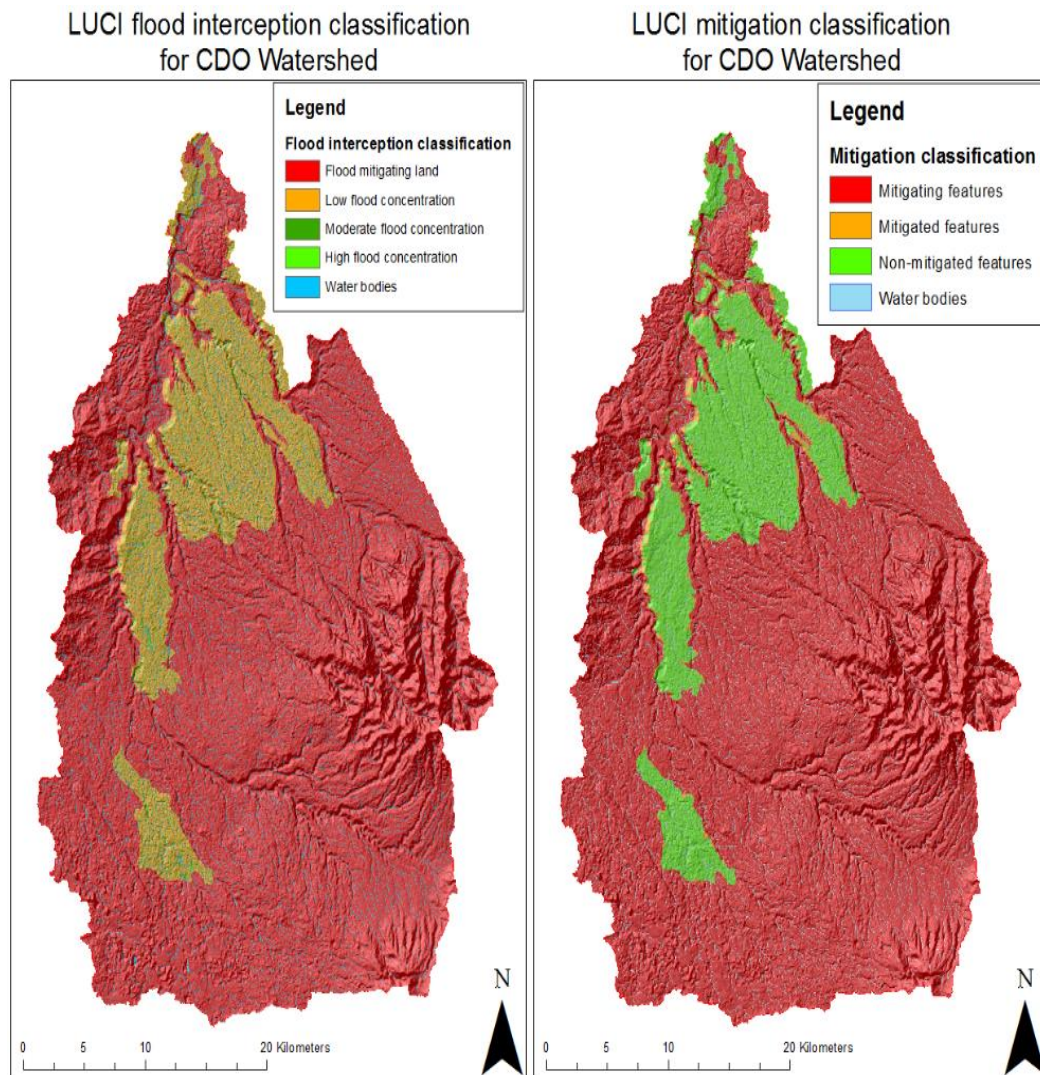 LUCI flood interception classification
for CDO Watershed
Legend
Flood interception classification
Flood mitigating land
Low flood concentration
Moderate flood concentration
High flood concentration
Water bodies
N
0 5 10 20 Kilometers
LUCI mitigation classification
for CDO Watershed
Legend
Mitigation classification
Mitigating features
Mitigated features
Non-mitigated features
Water bodies
N
0 5 10 20 Kilometers